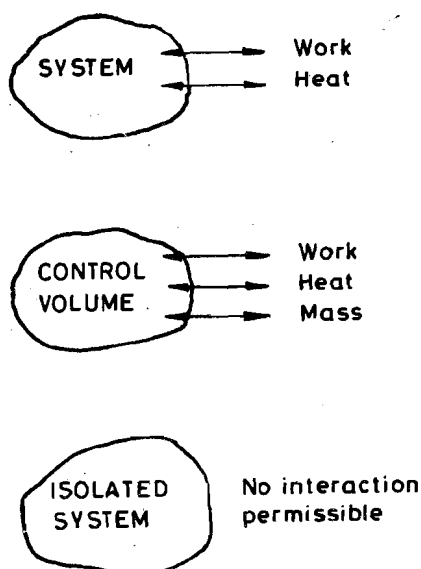 SYSTEM
Work
Heat
CONTROL
VOLUME
Work
Heat
Mass
ISOLATED
SYSTEM
No interaction
permissible